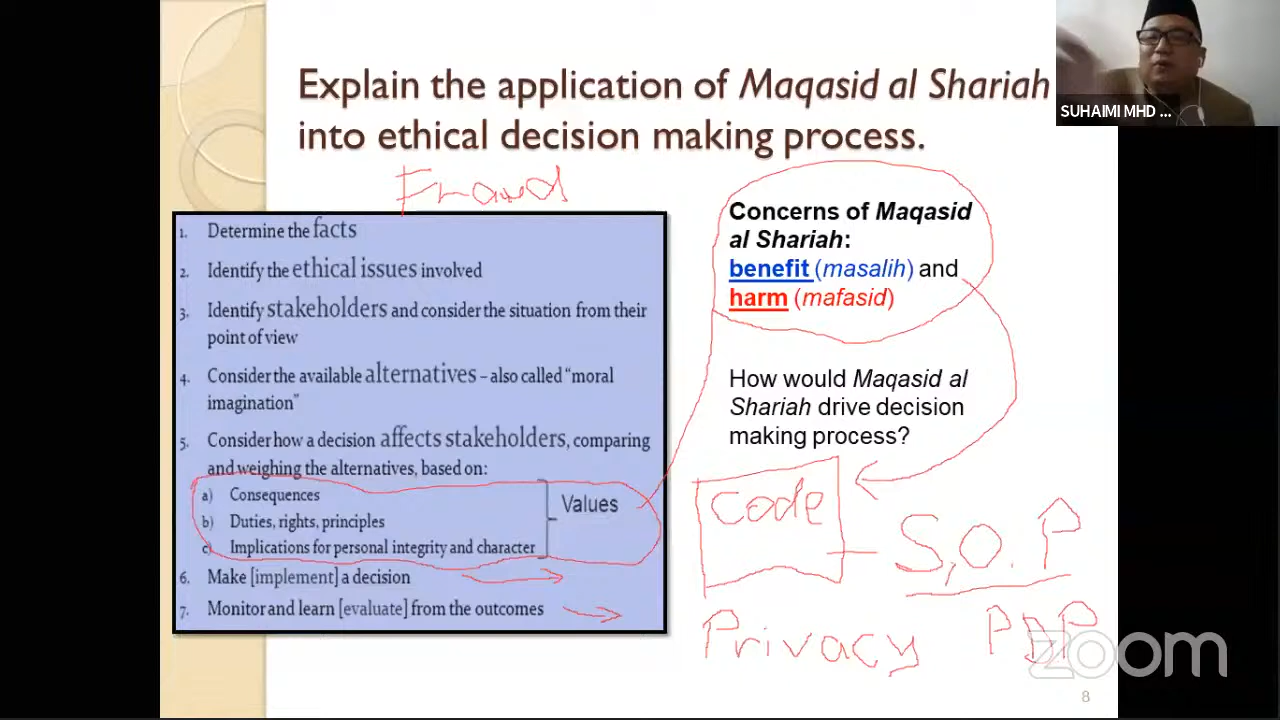 Explain the application of Maqasid al Shariah
into ethical decision making process.
SUHAIMI MHD ...
Fraud
1. Determine the facts
2. Identify the ethical issues involved
3. Identify stakeholders and consider the situation from their
point of view
4. Consider the available alternatives – also called “moral
imagination”
5. Consider how a decision affects stakeholders, comparing
and weighing the alternatives, based on:
a) Consequences
b) Duties, rights, principles
c) Implications for personal integrity and character
Values
6. Make [implement] a decision
7. Monitor and learn [evaluate] from the outcomes
Concerns of Maqasid
al Shariah:
benefit (masalih) and
harm (mafasid)
How would Maqasid al
Shariah drive decision
making process?
Code
S.O.P
Privacy
PDP
zoom
8